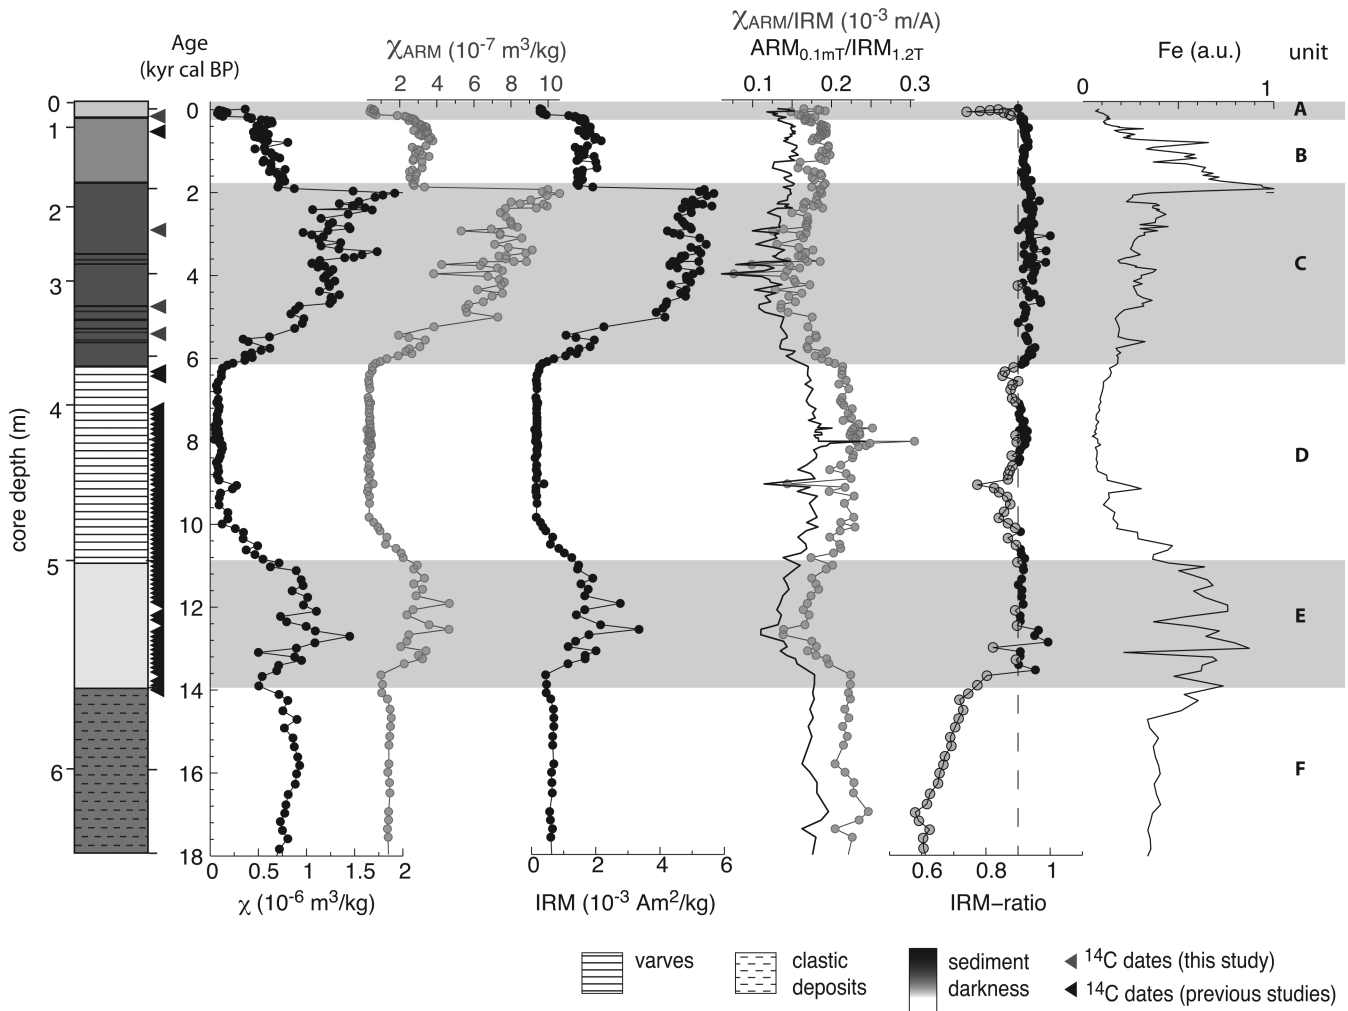 χARM/IRM (10-3 m/A)
Age
(kyr cal BP)
χARM (10-7 m3/kg)
ARM0.1mT/IRM1.2T
Fe (a.u.)
unit
2 4 6 8 10
0.1 0.2 0.3
0 1
0
1
2
3
4
5
6
core depth (m)
0
2
4
6
8
10
12
14
16
18
A
B
C
D
E
F
0 0.5 1 1.5 2
0 2 4 6
0.6 0.8 1
χ (10-6 m3/kg)
IRM (10-3 Am2/kg)
IRM–ratio
varves
clastic
deposits
sediment
darkness
14C dates (this study)
14C dates (previous studies)